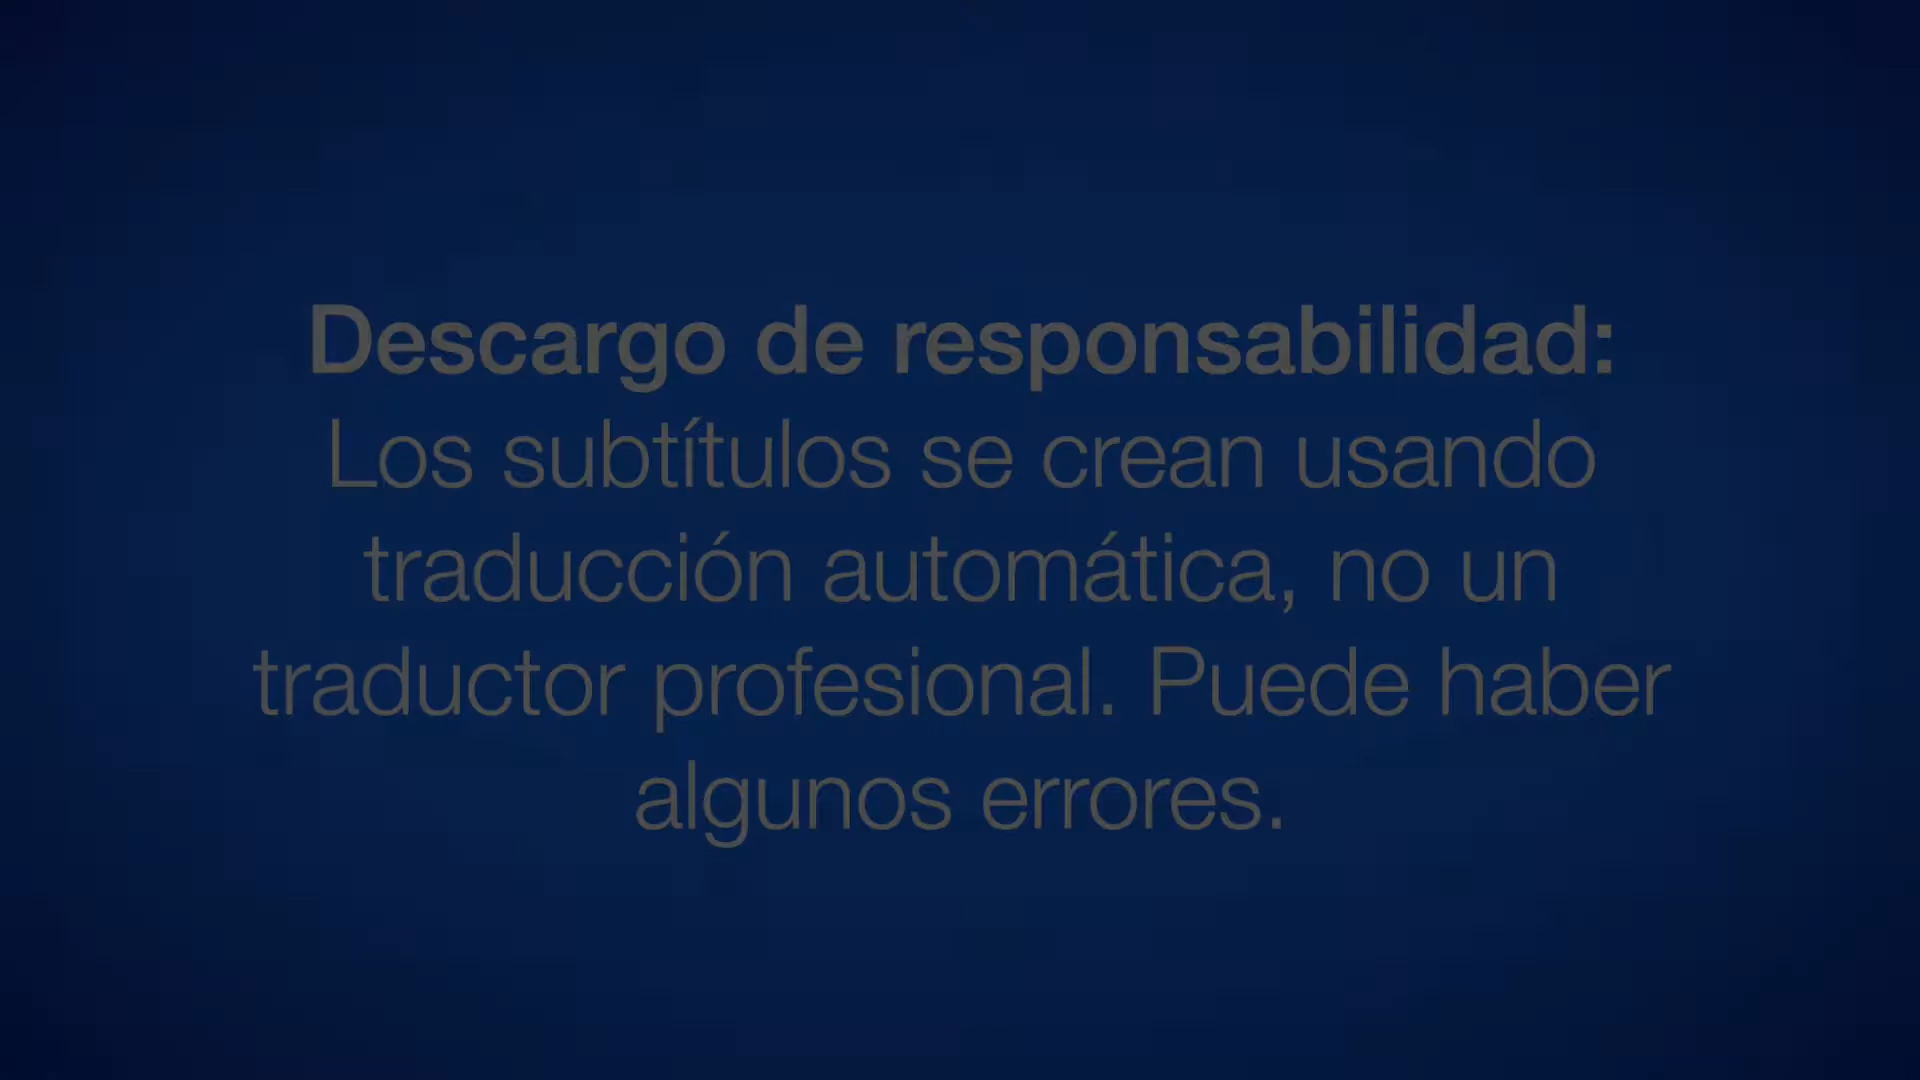 Descargo de responsabilidad:
Los subtítulos se crean usando
traducción automática, no un
traductor profesional. Puede haber
algunos errores.